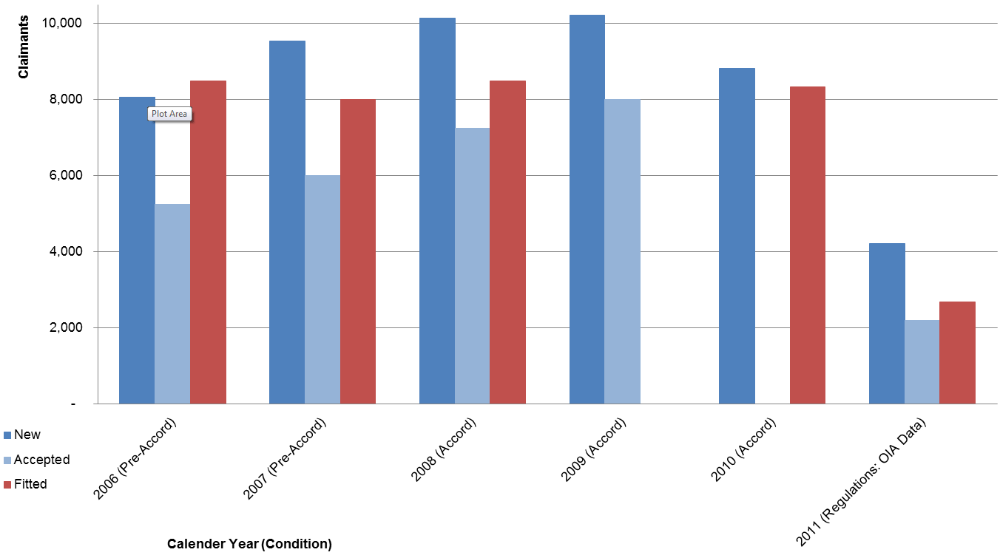 Claimants
10,000
8,000
6,000
4,000
2,000
-
Plot Area
2006 (Pre-Accord)
2007 (Pre-Accord)
2008 (Accord)
2009 (Accord)
2010 (Accord)
2011 (Regulations: OIA Data)
New
Accepted
Fitted
Calender Year (Condition)